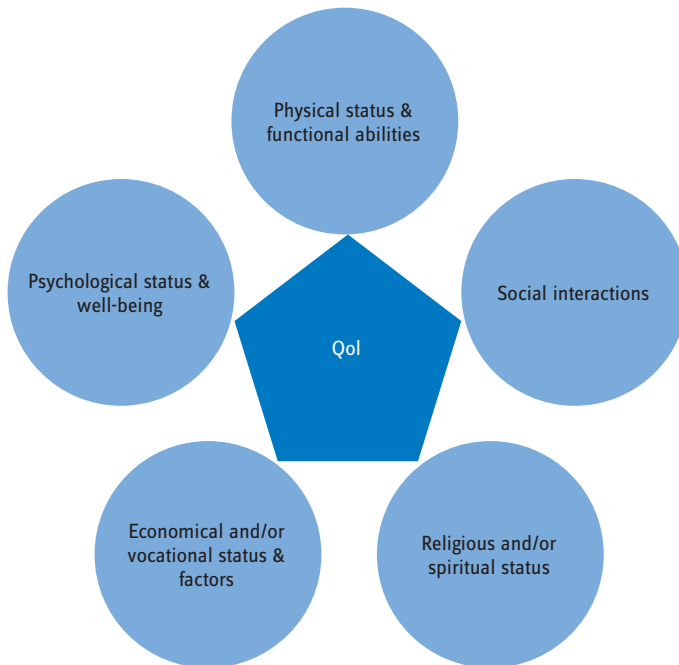 Physical status &
functional abilities
Psychological status &
well-being
Social interactions
Qol
Economical and/or
vocational status &
factors
Religious and/or
spiritual status